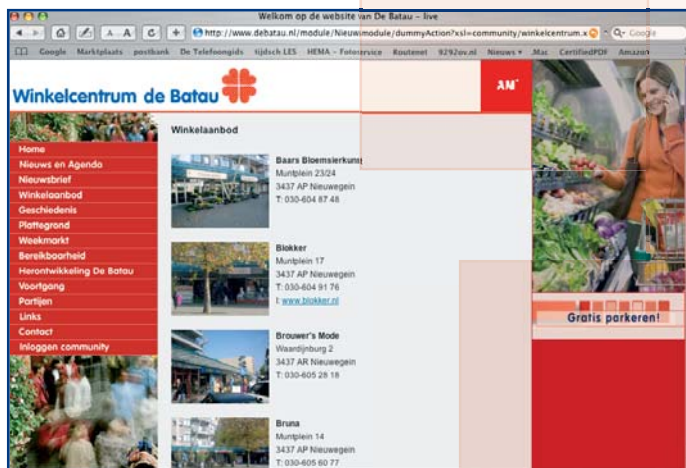 Welkom op de website van De Batau – live
A A C + http://www.debatau.nl/module/Nieuwimodule/dummyAction?xsl=community/winkelcentrum.x Q- Google
Google Marktplaats postbank De Telefoongids tijdsch LES HEMA – Fotoservice Routenet 9292ov.nl Nieuws ▾ .Mac CertifiedPDF Amazon
Winkelcentrum de Batau
AM
Winkelaanbod
Home
Nieuws en Agenda
Nieuwsbrief
Winkelaanbod
Geschiedenis
Plattegrond
Weekmarkt
Bereikbaarheid
Herontwikkeling De Batau
Voortgang
Partijen
Links
Contact
Inloggen community
Baars Bloemsierkunst
Muntplein 23/24
3437 AP Nieuwegein
T: 030-604 87 48
Blokker
Muntplein 17
3437 AP Nieuwegein
T: 030-604 91 76
I: www.blokker.nl
Brouwer's Mode
Waardijnburg 2
3437 AR Nieuwegein
T: 030-605 28 18
Bruna
Muntplein 14
3437 AP Nieuwegein
T: 030-605 60 77
Gratis parkeren!